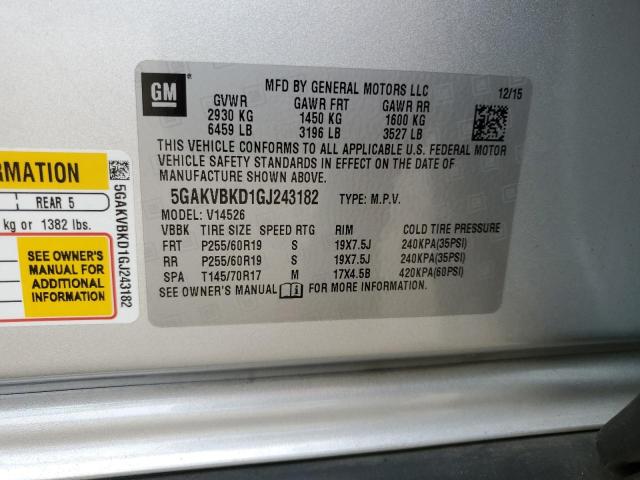 GM
MFD BY GENERAL MOTORS LLC 12/15
GVWR GAWR FRT GAWR RR
2930 KG 1450 KG 1600 KG
6459 LB 3196 LB 3527 LB
THIS VEHICLE CONFORMS TO ALL APPLICABLE U.S. FEDERAL MOTOR
VEHICLE SAFETY STANDARDS IN EFFECT ON THE DATE OF
MANUFACTURE SHOWN ABOVE.
5GAKVBKD1GJ243182 TYPE: M.P.V.
MODEL: V14526
VBBK TIRE SIZE SPEED RTG RIM COLD TIRE PRESSURE
FRT P255/60R19 S 19X7.5J 240KPA(35PSI)
RR P255/60R19 S 19X7.5J 240KPA(35PSI)
SPA T145/70R17 M 17X4.5B 420KPA(60PSI)
SEE OWNER'S MANUAL FOR MORE INFORMATION.
REAR 5
kg or 1382 lbs.
SEE OWNER'S
MANUAL FOR
ADDITIONAL
INFORMATION
5GAKVBKD1GJ243182